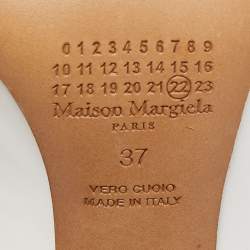 0 1 2 3 4 5 6 7 8 9
10 11 12 13 14 15 16
17 18 19 20 21 22 23
Maison Margiela
PARIS
37
VERO CUOIO
MADE IN ITALY